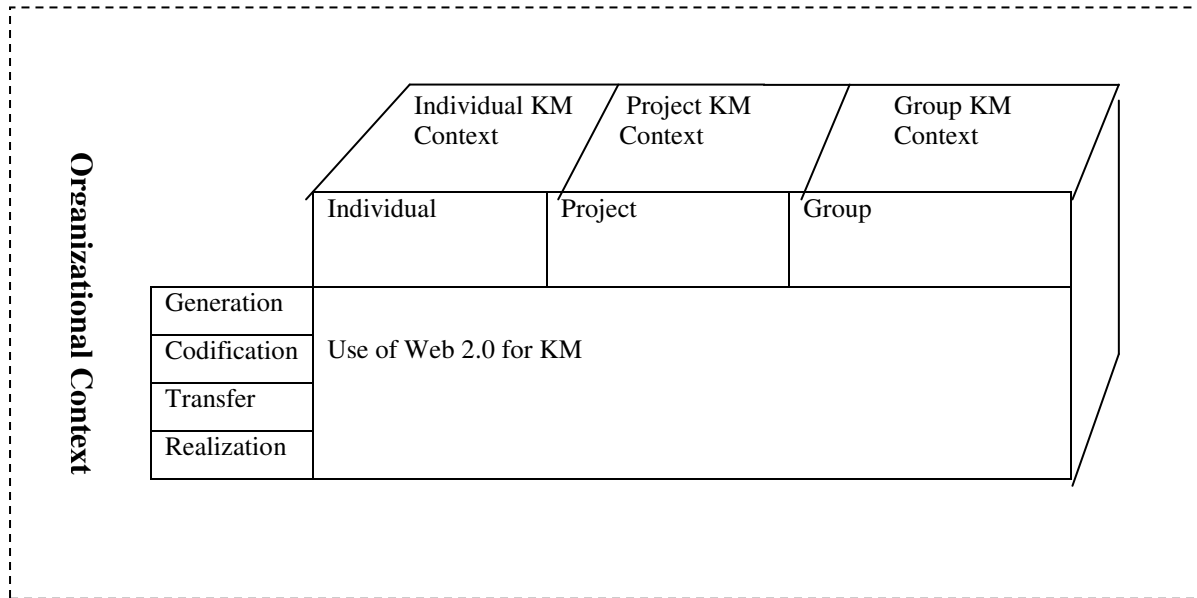 Organizational Context
Individual KM
Context
Project KM
Context
Group KM
Context
Individual
Project
Group
Generation
Codification
Transfer
Realization
Use of Web 2.0 for KM